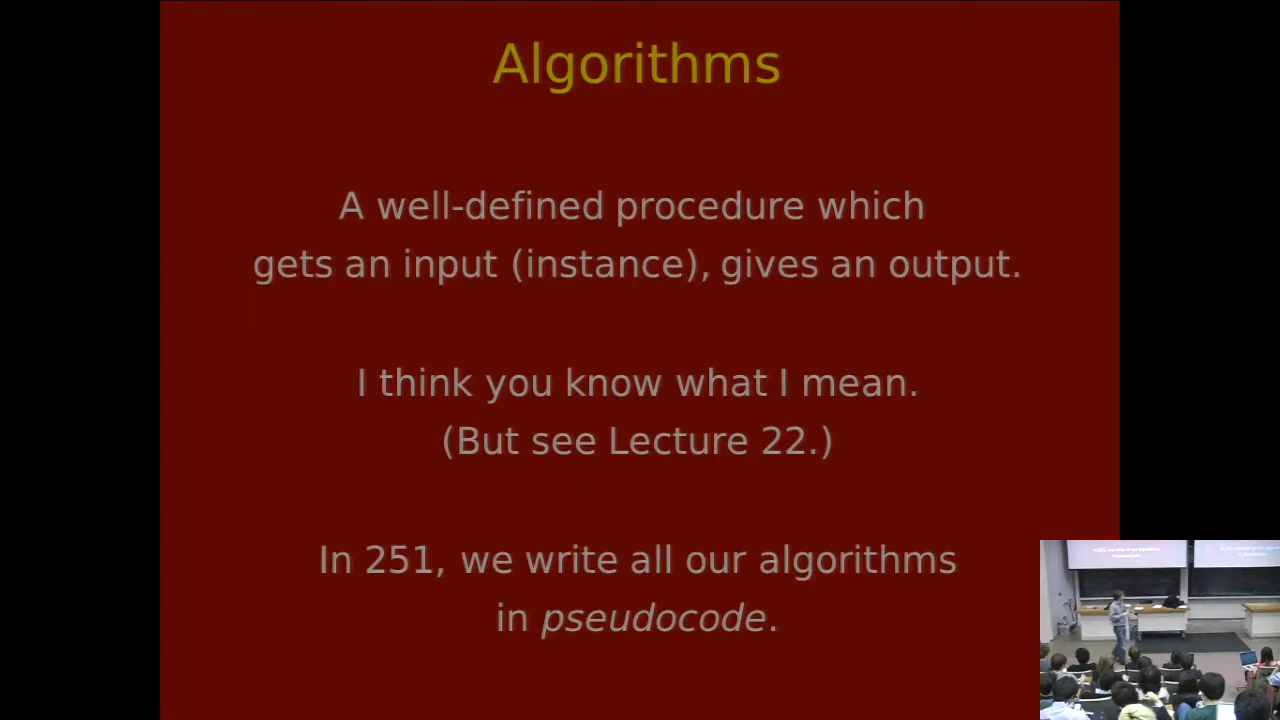 Algorithms
A well-defined procedure which
gets an input (instance), gives an output.
I think you know what I mean.
(But see Lecture 22.)
In 251, we write all our algorithms
in pseudocode.